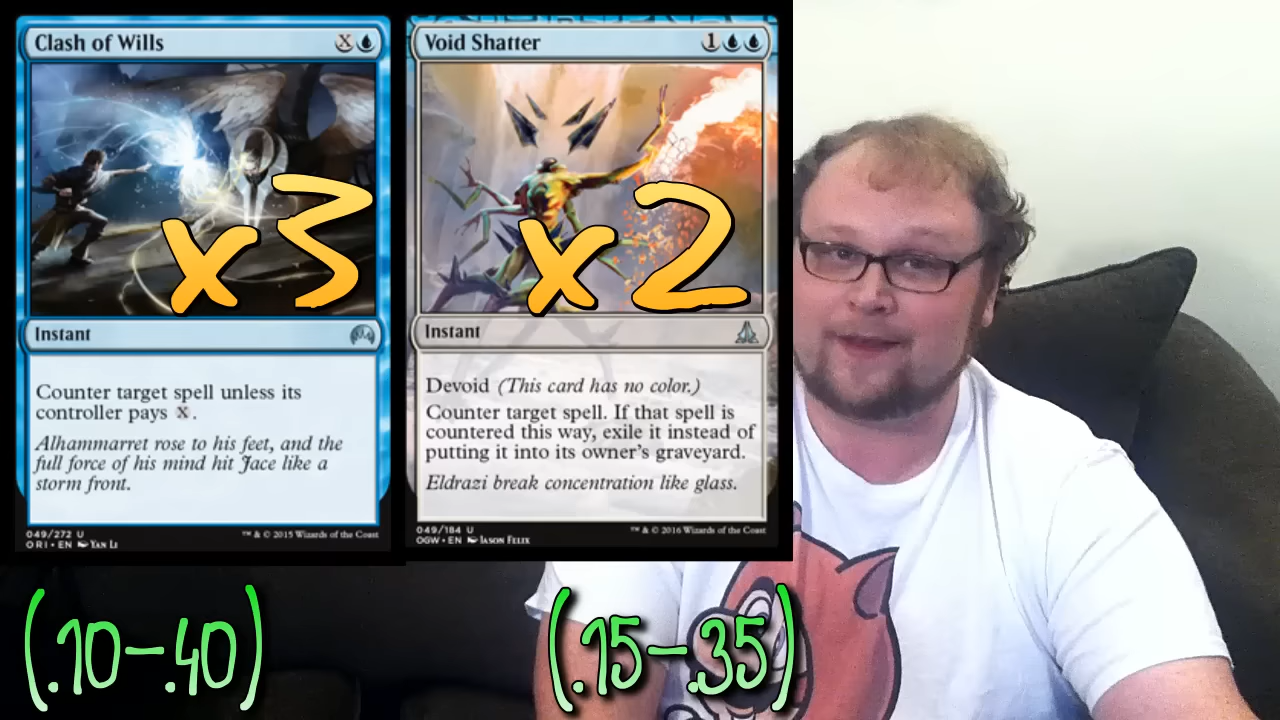 Clash of Wills X
x3
Instant
Counter target spell unless its
controller pays X.
Alhammarret rose to his feet, and the
full force of his mind hit Jace like a
storm front.
049/272 U
ORI • EN YAN LI
™ & © 2015 Wizards of the Coast
(.10-.40)
Void Shatter 1
x2
Instant
Devoid (This card has no color.)
Counter target spell. If that spell is
countered this way, exile it instead of
putting it into its owner's graveyard.
Eldrazi break concentration like glass.
049/184 U
OGW • EN JASON FELIX
™ & © 2016 Wizards of the Coast
(.15-.35)